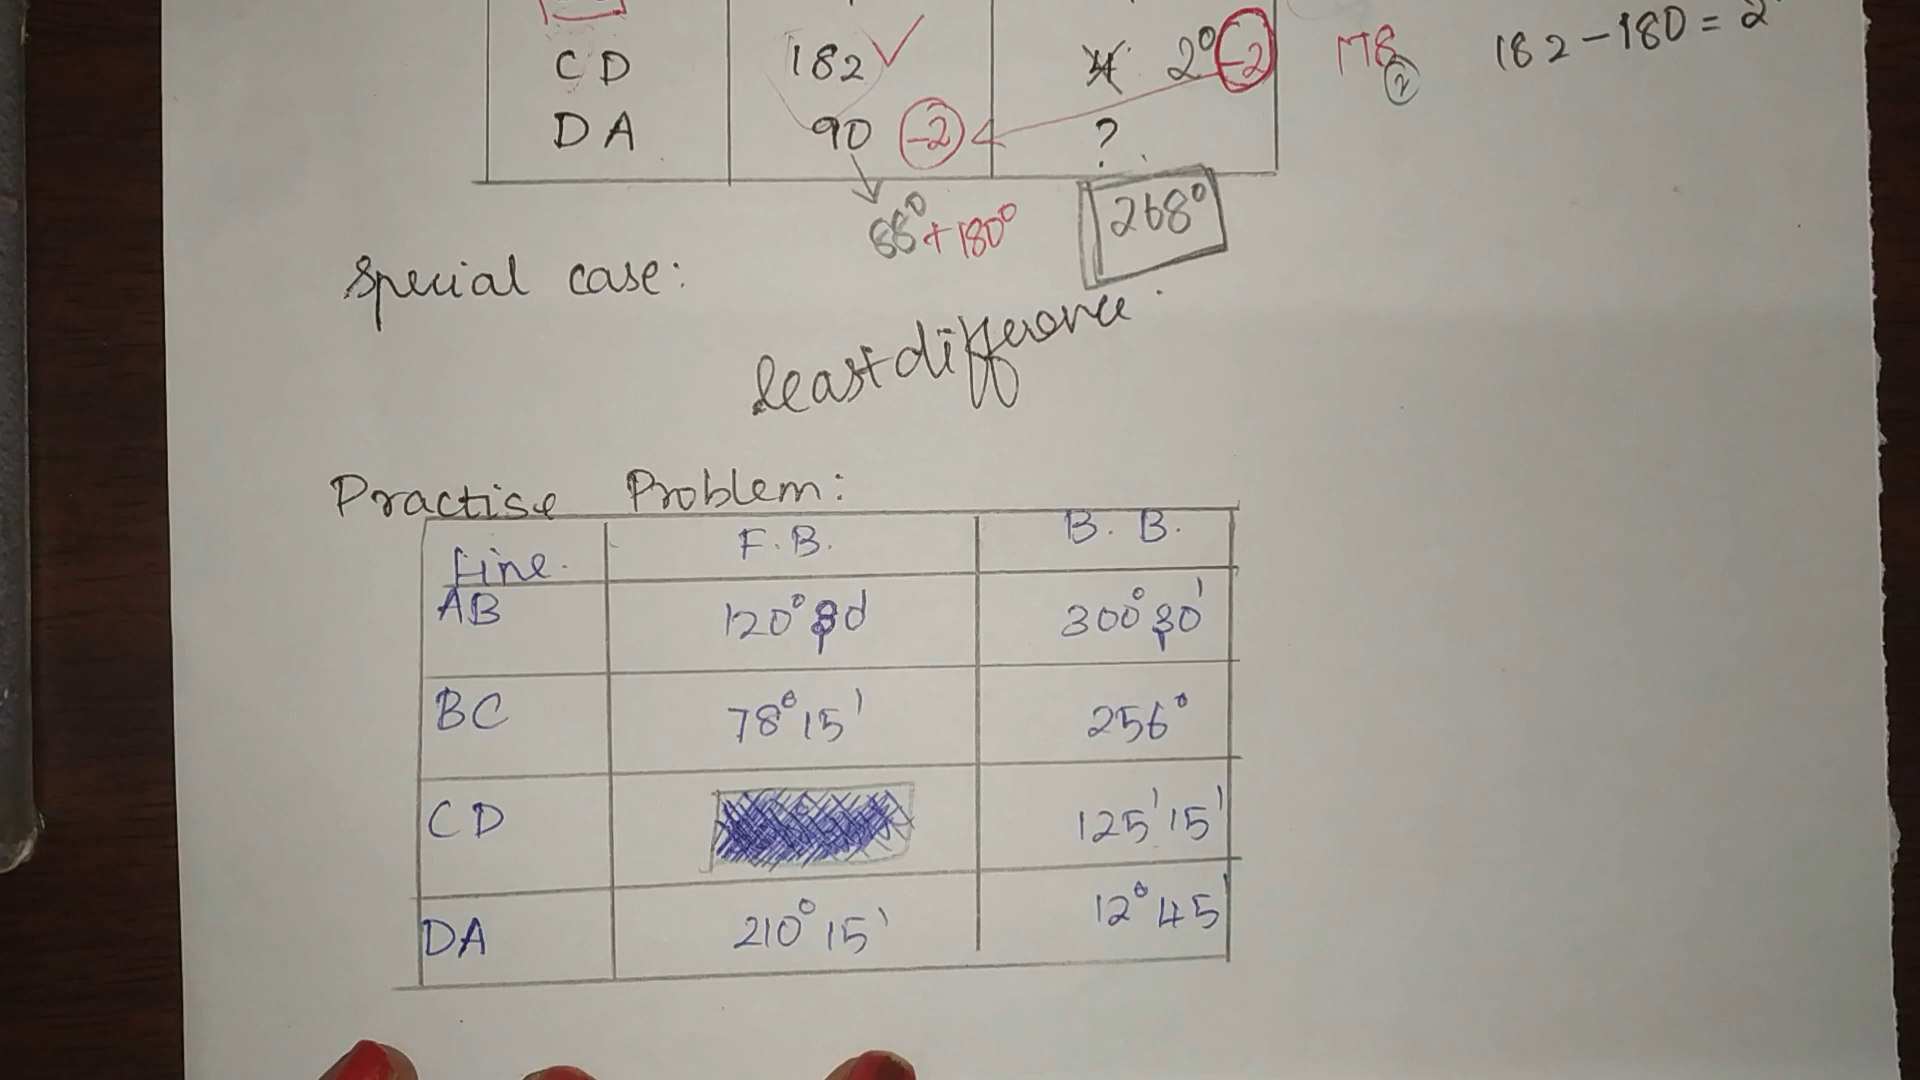 CD 182 ✓ 2° -2 178 2 182 - 180 = 2
DA 90 -2 ?
88° + 180° 268°
Special case:
least difference.
Practise Problem:
Line. F.B. B.B.
AB 120° 30' 300° 30'
BC 78° 15' 256°
CD 125' 15'
DA 210° 15' 12° 45'